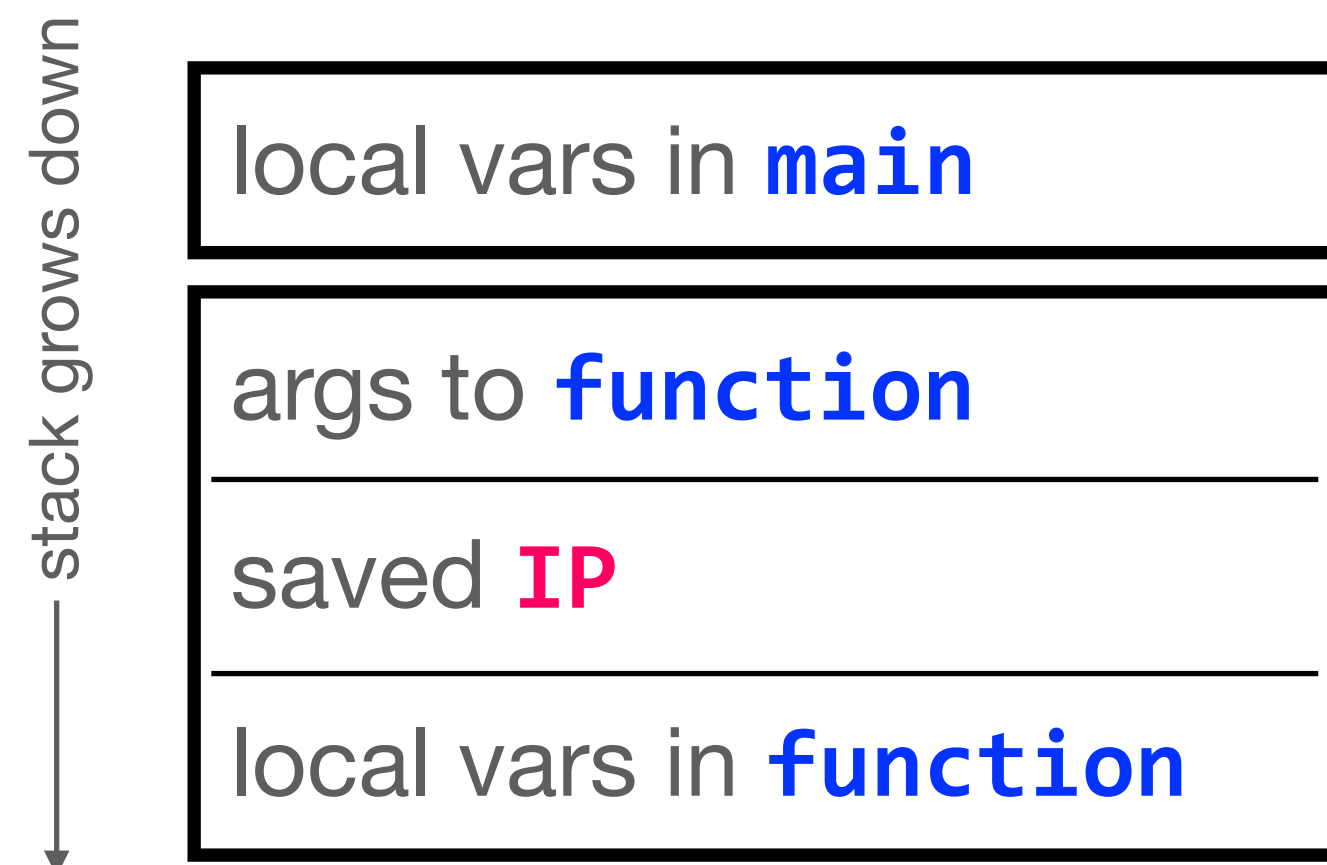 stack grows down
local vars in main
args to function
saved IP
local vars in function